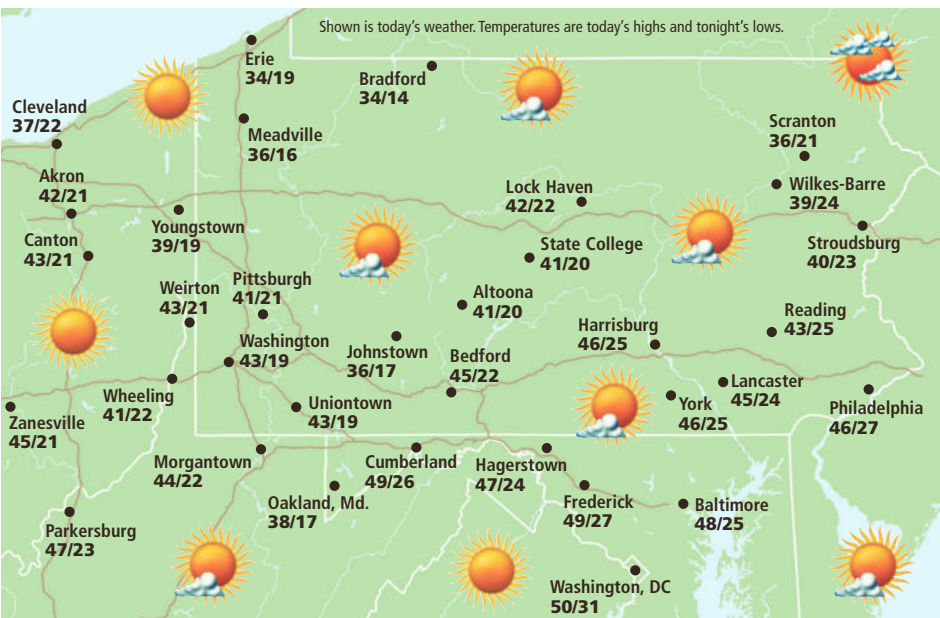 Shown is today's weather. Temperatures are today's highs and tonight's lows.
Erie
34/19
Bradford
34/14
Cleveland
37/22
Meadville
36/16
Scranton
36/21
Akron
42/21
Lock Haven
42/22
Wilkes-Barre
39/24
Youngstown
39/19
Canton
43/21
State College
41/20
Stroudsburg
40/23
Weirton
43/21
Pittsburgh
41/21
Altoona
41/20
Reading
43/25
Harrisburg
46/25
Washington
43/19
Johnstown
36/17
Bedford
45/22
Wheeling
41/22
Lancaster
45/24
Zanesville
45/21
Uniontown
43/19
York
46/25
Philadelphia
46/27
Morgantown
44/22
Cumberland
49/26
Hagerstown
47/24
Oakland, Md.
38/17
Frederick
49/27
Baltimore
48/25
Parkersburg
47/23
Washington, DC
50/31